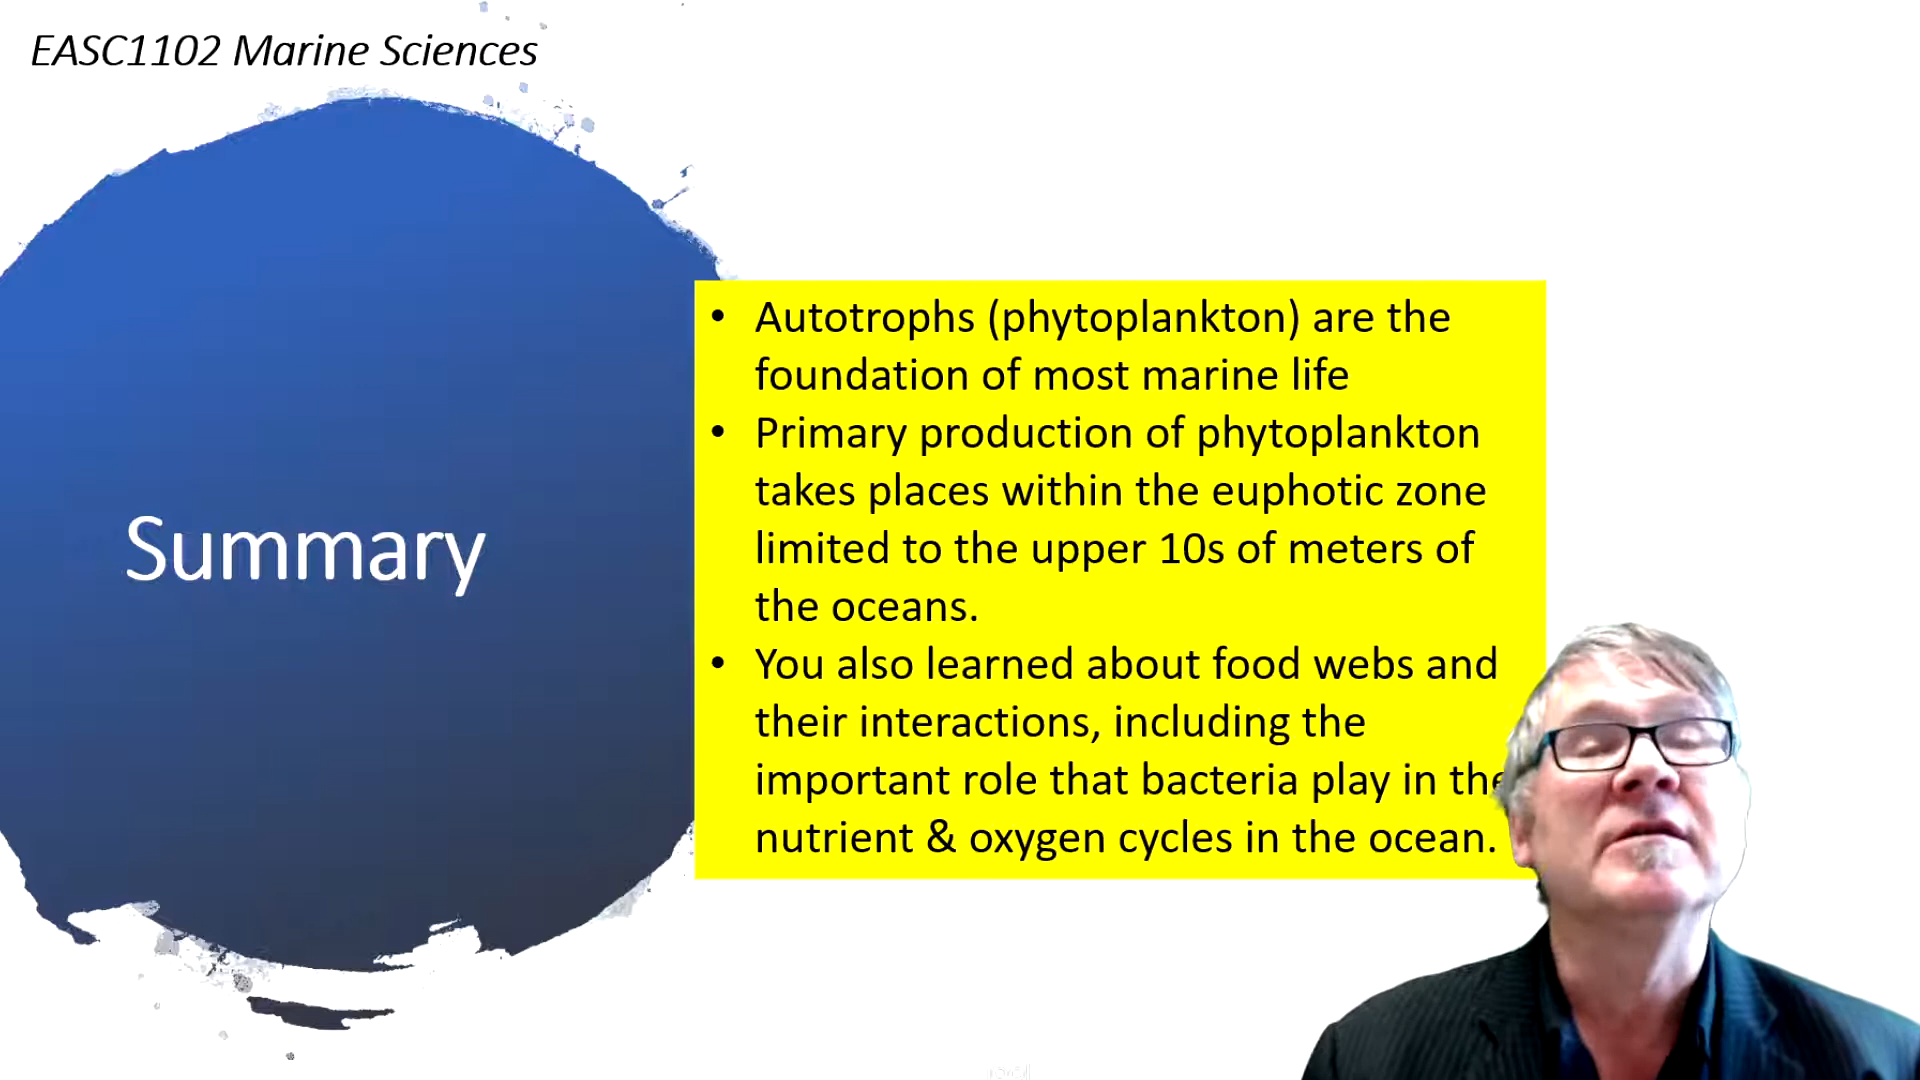 EASC1102 Marine Sciences
Summary
• Autotrophs (phytoplankton) are the
foundation of most marine life
• Primary production of phytoplankton
takes places within the euphotic zone
limited to the upper 10s of meters of
the oceans.
• You also learned about food webs and
their interactions, including the
important role that bacteria play in the
nutrient & oxygen cycles in the ocean.